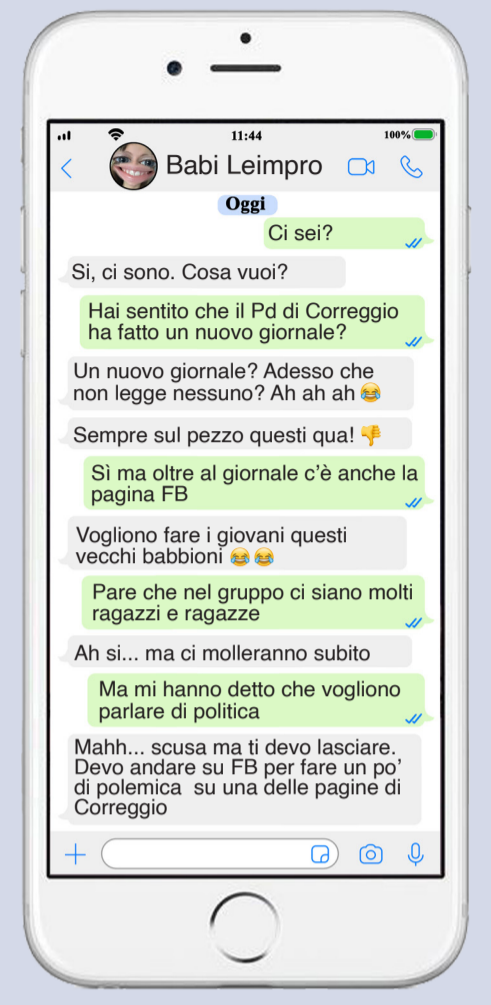 11:44
100%
Babi Leimpro
Oggi
Ci sei?
Si, ci sono. Cosa vuoi?
Hai sentito che il Pd di Correggio
ha fatto un nuovo giornale?
Un nuovo giornale? Adesso che
non legge nessuno? Ah ah ah 😂
Sempre sul pezzo questi qua! 👎
Sì ma oltre al giornale c’è anche la
pagina FB
Vogliono fare i giovani questi
vecchi babbioni 😂 😂
Pare che nel gruppo ci siano molti
ragazzi e ragazze
Ah si... ma ci molleranno subito
Ma mi hanno detto che vogliono
parlare di politica
Mahh... scusa ma ti devo lasciare.
Devo andare su FB per fare un po’
di polemica  su una delle pagine di
Correggio